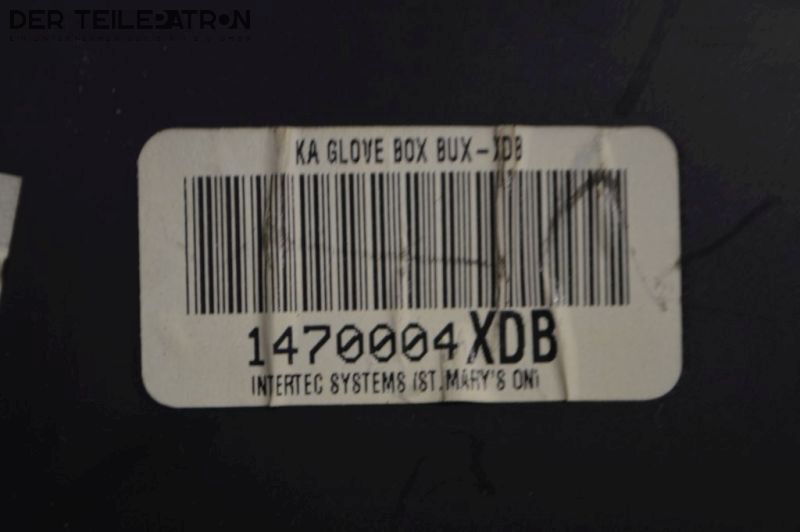 DER TEILEPATRON
KA GLOVE BOX BUX-XDB
1470004XDB
INTERTEC SYSTEMS (ST. MARY'S ON)